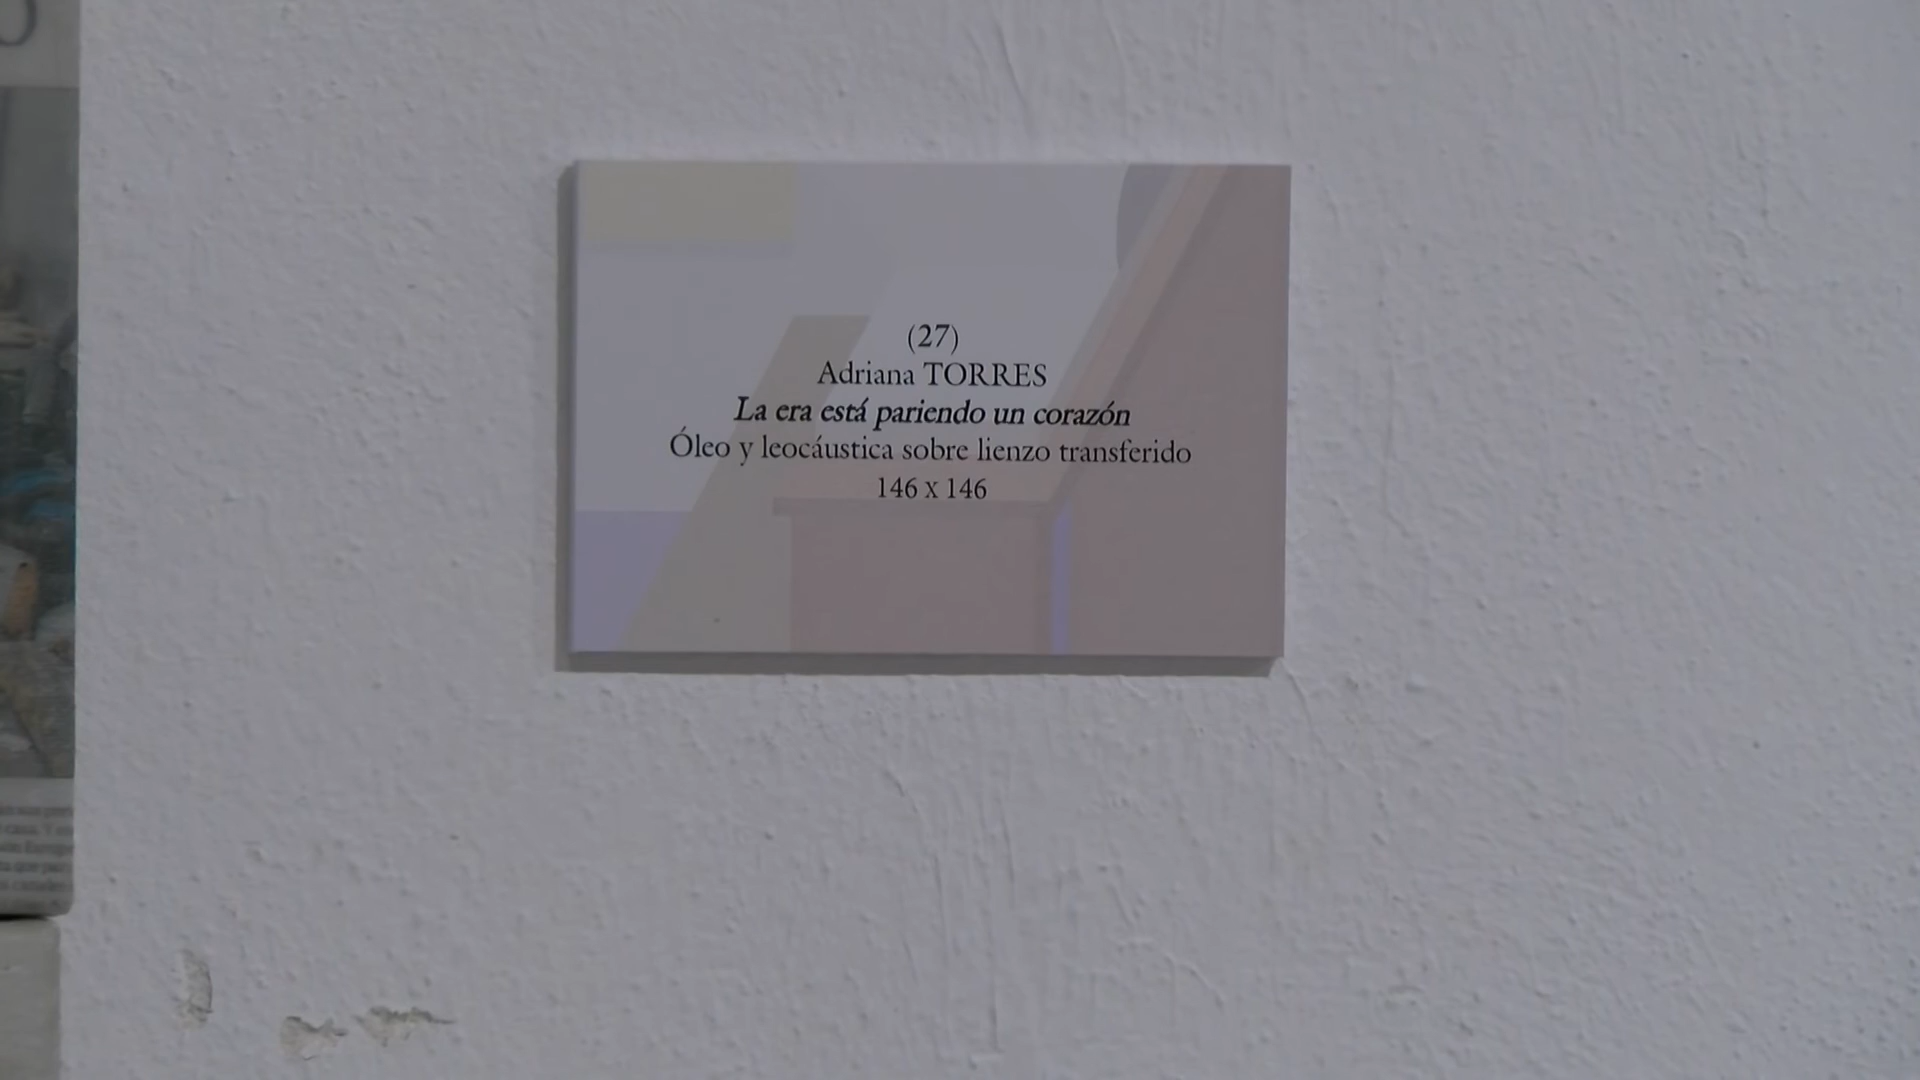 (27)
Adriana TORRES
La era está pariendo un corazón
Óleo y leocáustica sobre lienzo transferido
146 x 146